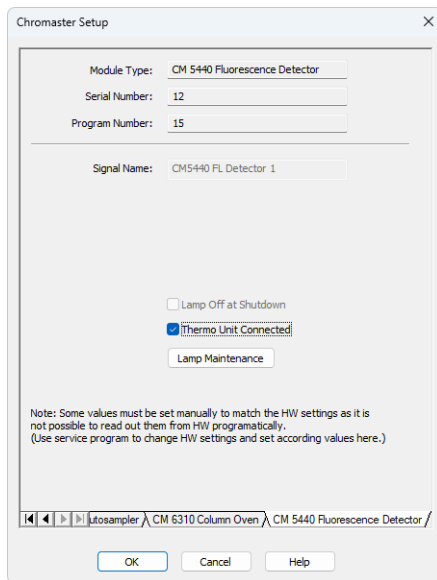 Chromaster Setup
Module Type: CM 5440 Fluorescence Detector
Serial Number: 12
Program Number: 15
Signal Name: CM5440 FL Detector 1
Lamp Off at Shutdown
Thermo Unit Connected
Lamp Maintenance
Note: Some values must be set manually to match the HW settings as it is
not possible to read out them from HW programatically.
(Use service program to change HW settings and set according values here.)
utosampler CM 6310 Column Oven CM 5440 Fluorescence Detector
OK Cancel Help